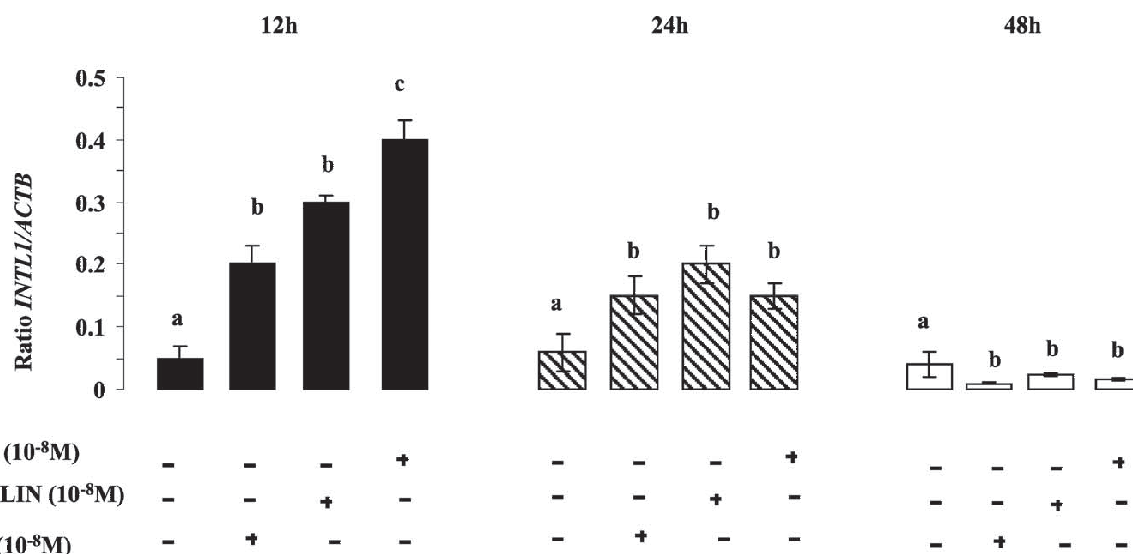 12h 24h 48h
0.5
0.4
0.3
0.2
0.1
0
Ratio INTL1/ACTB
a b b c
a b b b
a b b b
(10-8M) – – – + – – – + – – – +
LIN (10-8M) – – + – – – + – – – + –
(10-8M) – + – – – + – – – + – –